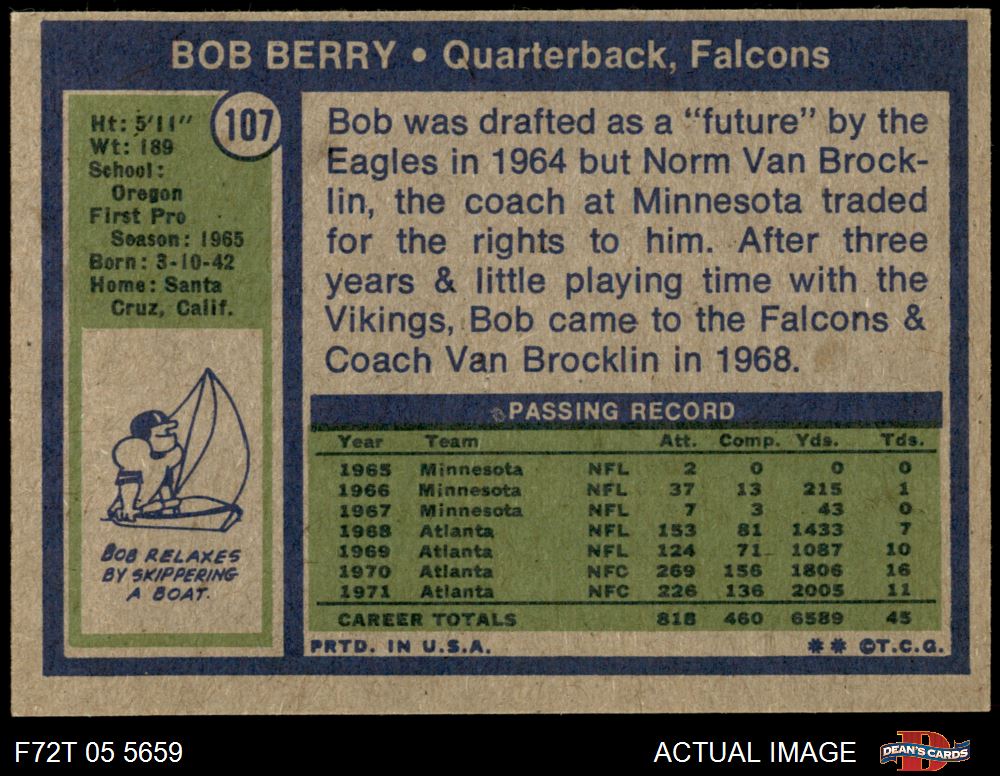 BOB BERRY • Quarterback, Falcons
107
Ht: 5'11"
Wt: 189
School:
Oregon
First Pro
Season: 1965
Born: 3-10-42
Home: Santa
Cruz, Calif.
BOB RELAXES
BY SKIPPERING
A BOAT.
Bob was drafted as a "future" by the
Eagles in 1964 but Norm Van Brock-
lin, the coach at Minnesota traded
for the rights to him. After three
years & little playing time with the
Vikings, Bob came to the Falcons &
Coach Van Brocklin in 1968.
PASSING RECORD
Year Team Att. Comp. Yds. Tds.
1965 Minnesota NFL 2 0 0 0
1966 Minnesota NFL 37 13 215 1
1967 Minnesota NFL 7 3 43 0
1968 Atlanta NFL 153 81 1433 7
1969 Atlanta NFL 124 71 1087 10
1970 Atlanta NFC 269 156 1806 16
1971 Atlanta NFC 226 136 2005 11
CAREER TOTALS 818 460 6589 45
PRTD. IN U.S.A. ** ©T.C.G.
F72T 05 5659
ACTUAL IMAGE
D
DEAN'S CARDS